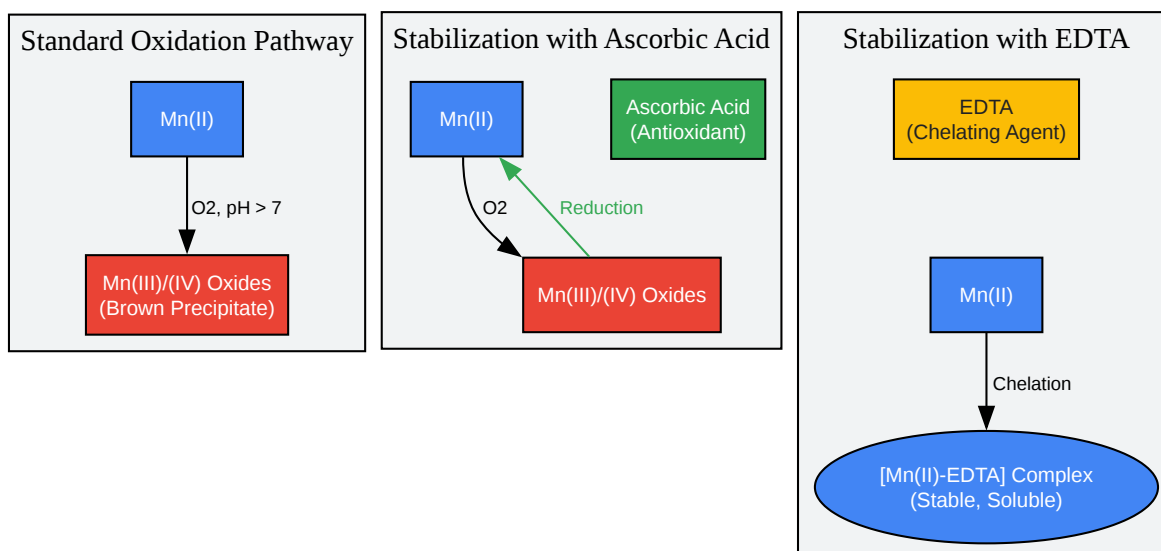 Standard Oxidation Pathway
Mn(II)
O2, pH > 7
Mn(III)/(IV) Oxides
(Brown Precipitate)
Stabilization with Ascorbic Acid
Mn(II)
Ascorbic Acid
(Antioxidant)
O2
Reduction
Mn(III)/(IV) Oxides
Stabilization with EDTA
EDTA
(Chelating Agent)
Mn(II)
Chelation
[Mn(II)-EDTA] Complex
(Stable, Soluble)